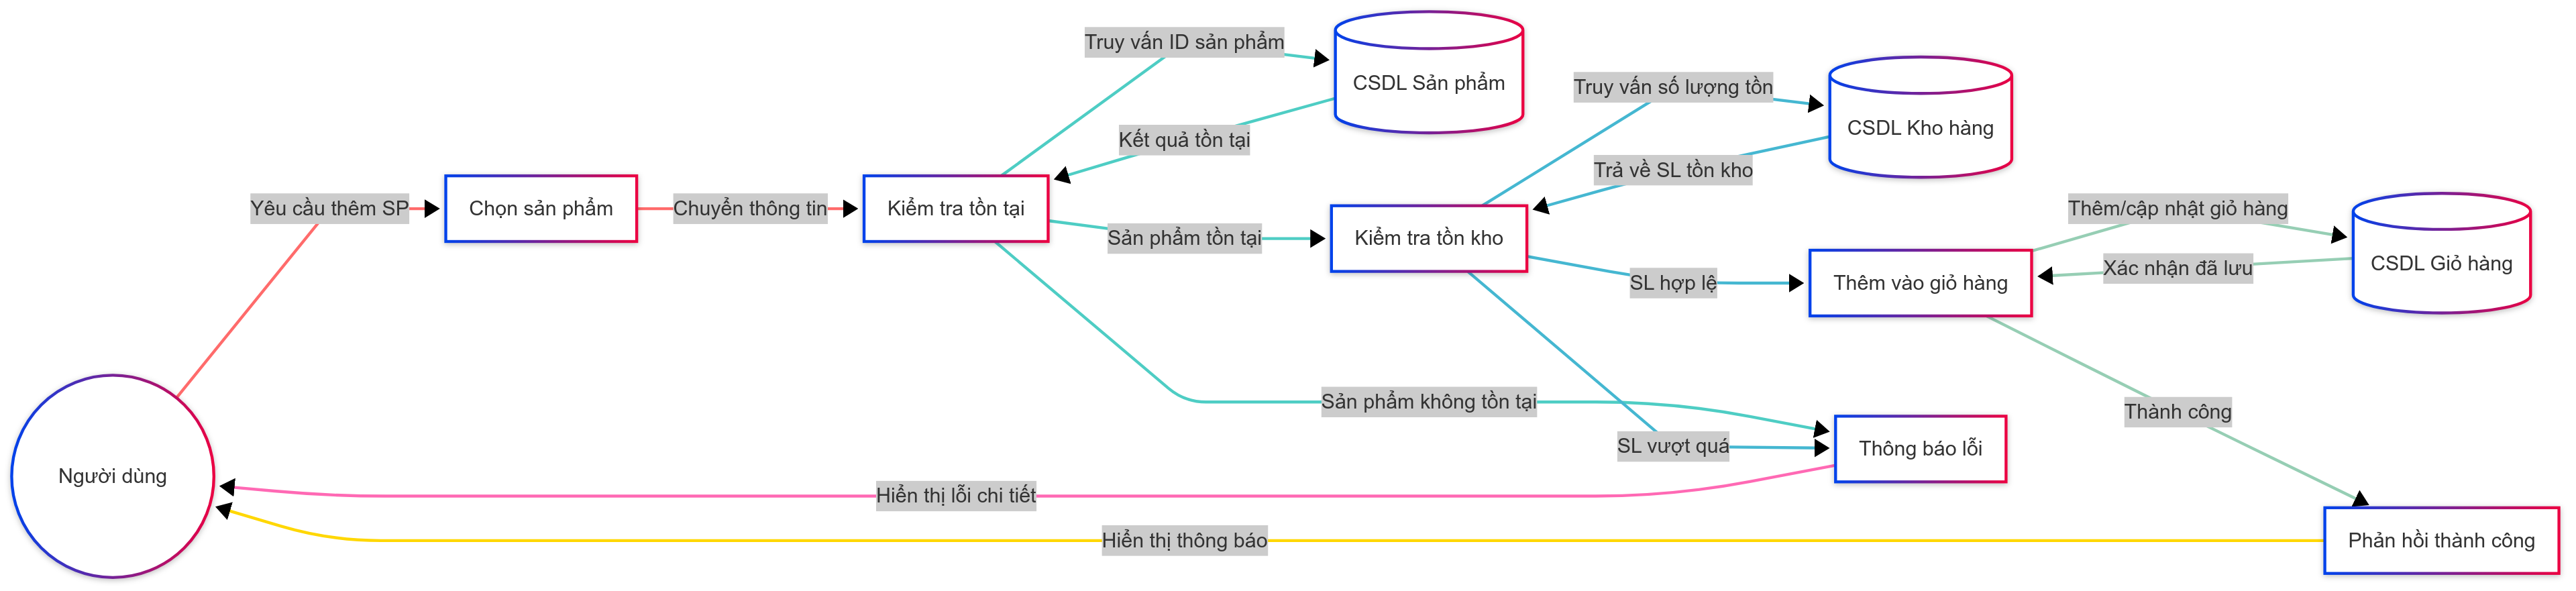 Truy vấn ID sản phẩm
CSDL Sản phẩm
Truy vấn số lượng tồn
CSDL Kho hàng
Kết quả tồn tại
Trả về SL tồn kho
Yêu cầu thêm SP
Chọn sản phẩm
Chuyển thông tin
Kiểm tra tồn tại
Sản phẩm tồn tại
Kiểm tra tồn kho
Thêm/cập nhật giỏ hàng
Xác nhận đã lưu
CSDL Giỏ hàng
SL hợp lệ
Thêm vào giỏ hàng
Sản phẩm không tồn tại
Thành công
SL vượt quá
Thông báo lỗi
Người dùng
Hiển thị lỗi chi tiết
Hiển thị thông báo
Phản hồi thành công